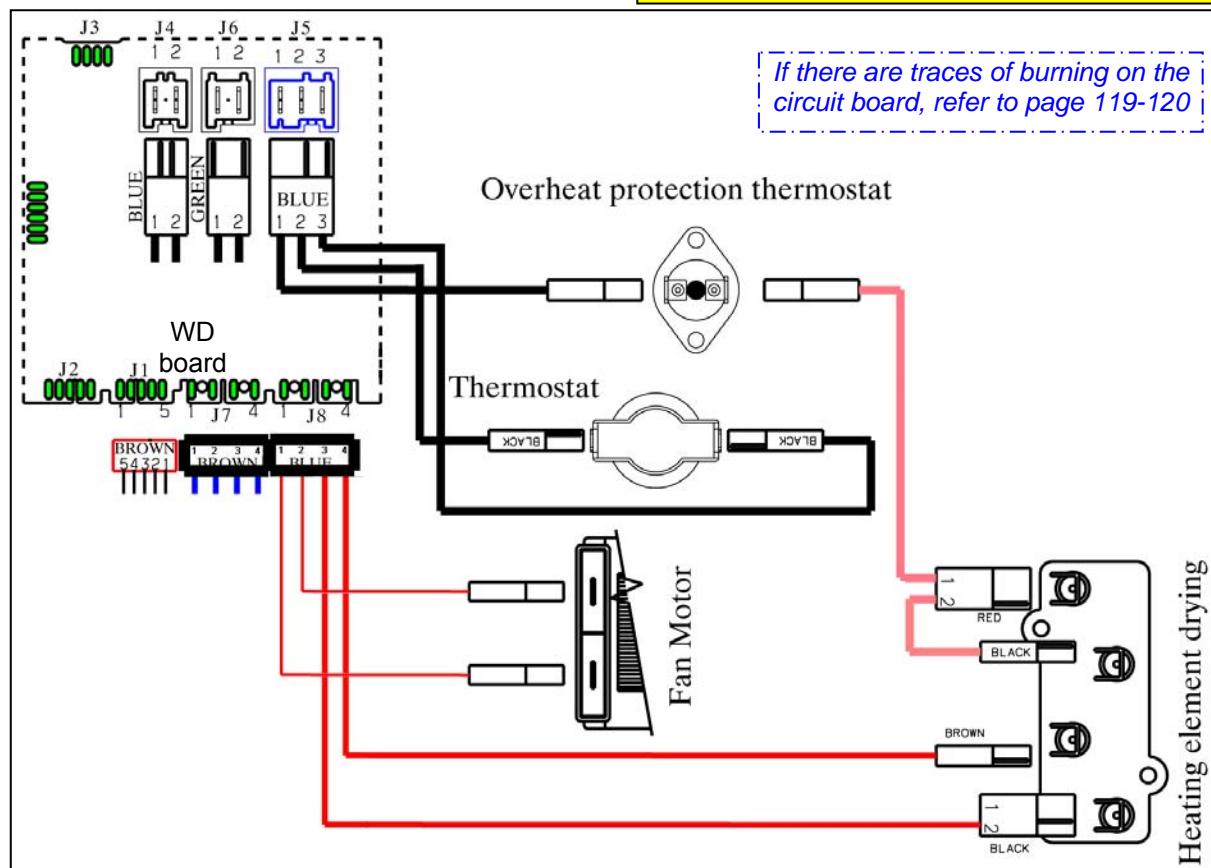 J3 J4 J6 J5
1 2 1 2 1 2 3
If there are traces of burning on the
circuit board, refer to page 119-120
BLUE
GREEN
BLUE
1 2 1 2 1 2 3
Overheat protection thermostat
WD
board
J2 J1
1 5 1 4 1 4
J7 J8
Thermostat
BLACK
BLACK
BROWN
54321
1 2 3 4
BROWN
1 2 3 4
BLUE
Fan Motor
1
2
RED
BLACK
BROWN
1
2
BLACK
Heating element drying